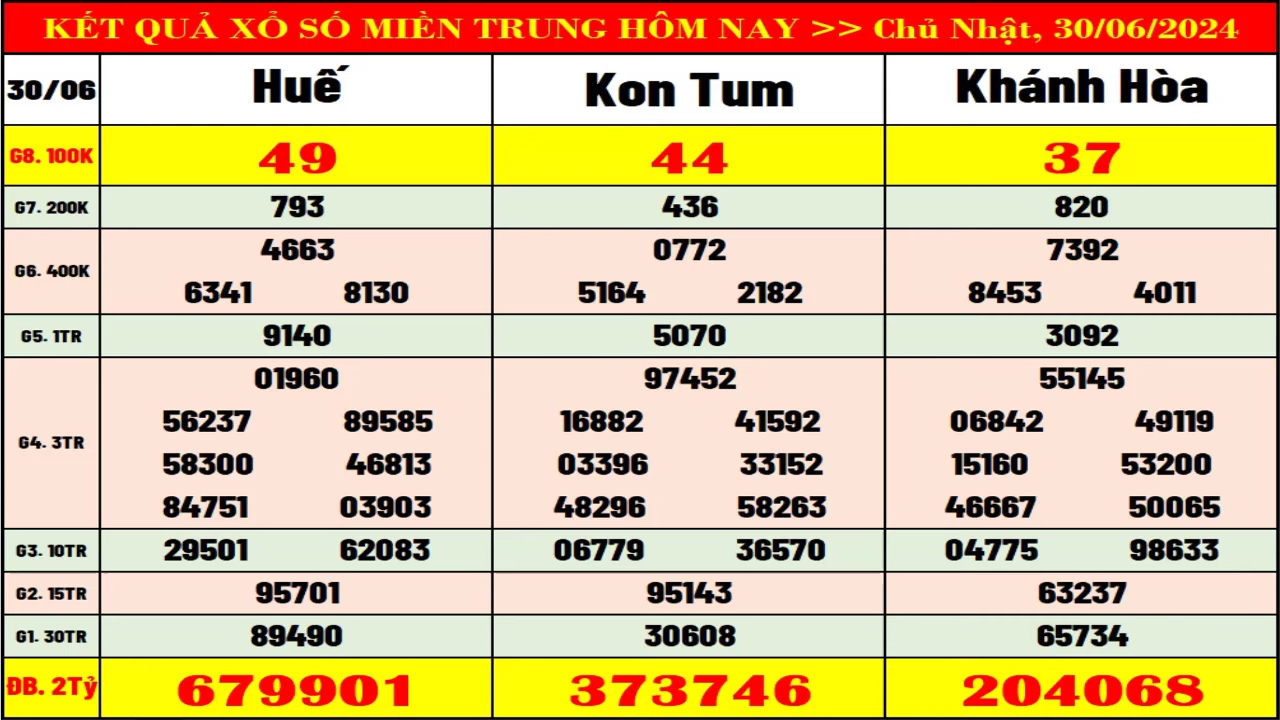 KẾT QUẢ XỔ SỐ MIỀN TRUNG HÔM NAY >> Chủ Nhật, 30/06/2024
30/06 Huế Kon Tum Khánh Hòa
G8. 100K 49 44 37
G7. 200K 793 436 820
4663 0772 7392
G6. 400K
6341 8130 5164 2182 8453 4011
G5. 1TR 9140 5070 3092
01960 97452 55145
56237 89585 16882 41592 06842 49119
G4. 3TR
58300 46813 03396 33152 15160 53200
84751 03903 48296 58263 46667 50065
G3. 10TR 29501 62083 06779 36570 04775 98633
G2. 15TR 95701 95143 63237
G1. 30TR 89490 30608 65734
ĐB. 2Tỷ 679901 373746 204068